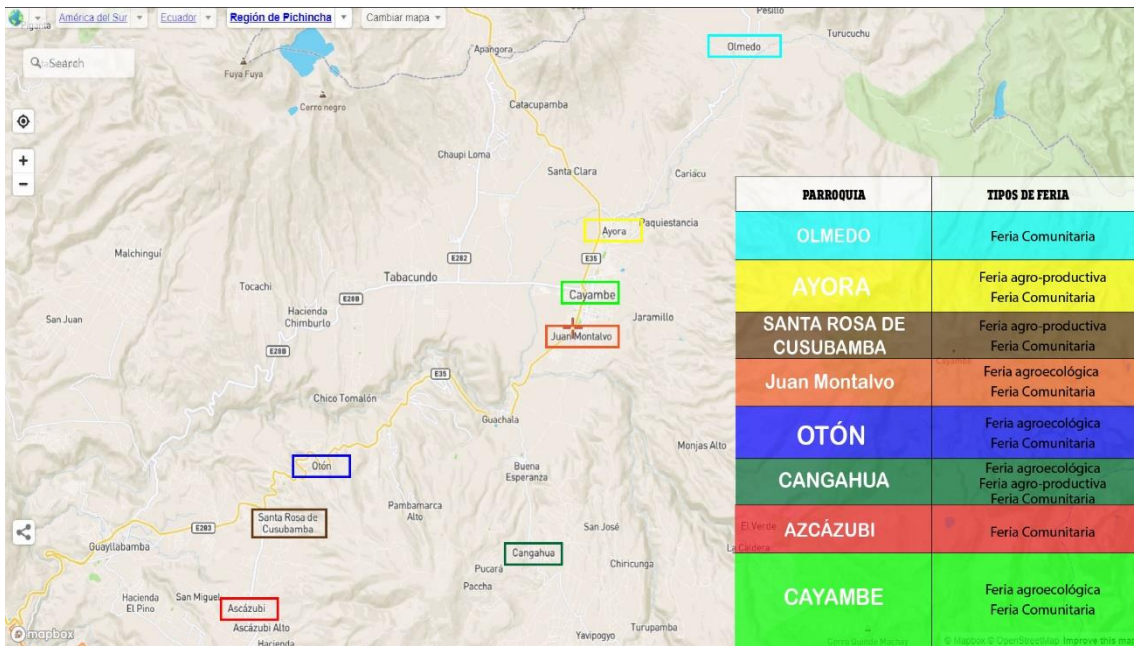 América del Sur
Ecuador
Región de Pichincha
Cambiar mapa
Search
Pesillo
Turucuchu
Olmedo
Apangora
Fuya Fuya
Cerro negro
Catacupamba
Chaupi Loma
Santa Clara
Cariácu
Paquiestancia
Ayora
Malchinguí
E282
E35
Tabacundo
Tocachi
Cayambe
E28B
Hacienda
Chimburlo
San Juan
Jaramillo
Juan Montalvo
E28B
E35
Chico Tomalón
Guachala
Monjas Alto
Otón
Buena
Esperanza
Pambamarca
Alto
Santa Rosa de
Cusubamba
E283
San José
El Verde
Guayllabamba
La Caldera
Cangahua
Pucará
Chiricunga
Paccha
Hacienda
El Pino
San Miguel
Ascázubi
Ascázubi Alto
Hacienda
Turupamba
Yavipogyo
mapbox
PARROQUIA
TIPOS DE FERIA
OLMEDO
Feria Comunitaria
AYORA
Feria agro-productiva
Feria Comunitaria
SANTA ROSA DE
CUSUBAMBA
Feria agro-productiva
Feria Comunitaria
Juan Montalvo
Feria agroecológica
Feria Comunitaria
OTÓN
Feria agroecológica
Feria Comunitaria
CANGAHUA
Feria agroecológica
Feria agro-productiva
Feria Comunitaria
AZCÁZUBI
Feria Comunitaria
CAYAMBE
Feria agroecológica
Feria Comunitaria
© Mapbox © OpenStreetMap Improve this map